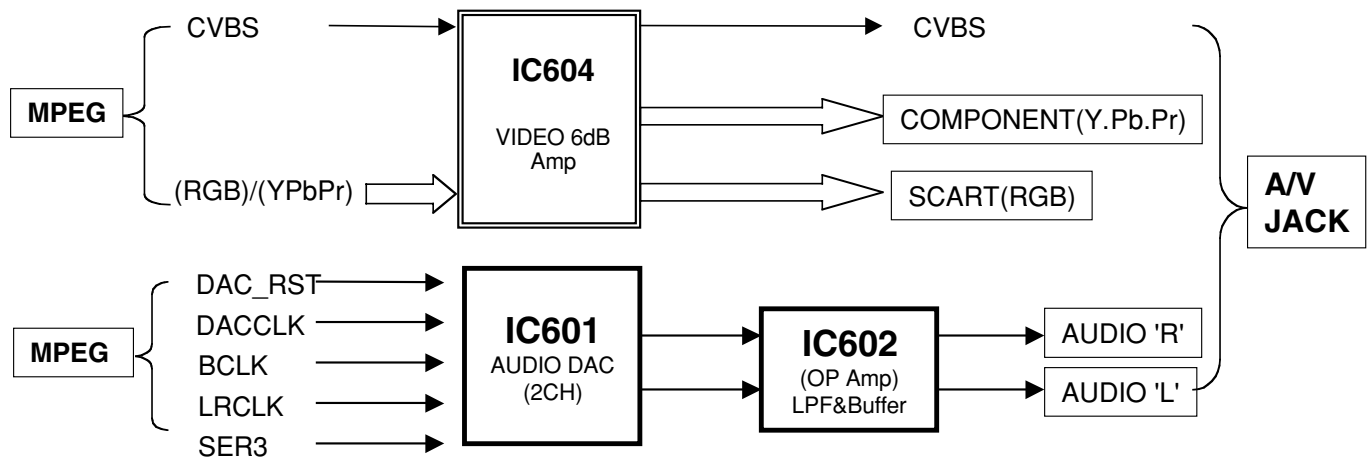 CVBS
MPEG
(RGB)/(YPbPr)
IC604
VIDEO 6dB
Amp
CVBS
COMPONENT(Y.Pb.Pr)
SCART(RGB)
A/V
JACK
MPEG
DAC_RST
DACCLK
BCLK
LRCLK
SER3
IC601
AUDIO DAC
(2CH)
IC602
(OP Amp)
LPF&Buffer
AUDIO 'R'
AUDIO 'L'